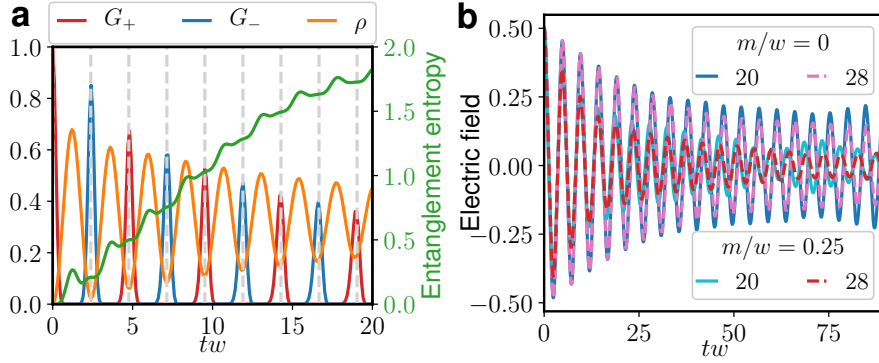 a
G₊ G₋ ρ
1.0
0.8
0.6
0.4
0.2
0.0
0 5 10 15 20
tw
2.0
1.5
1.0
0.5
0.0
Entanglement entropy
b
Electric field
0.50
0.25
0.00
−0.25
−0.50
m/w = 0
20 28
m/w = 0.25
20 28
0 25 50 75
tw